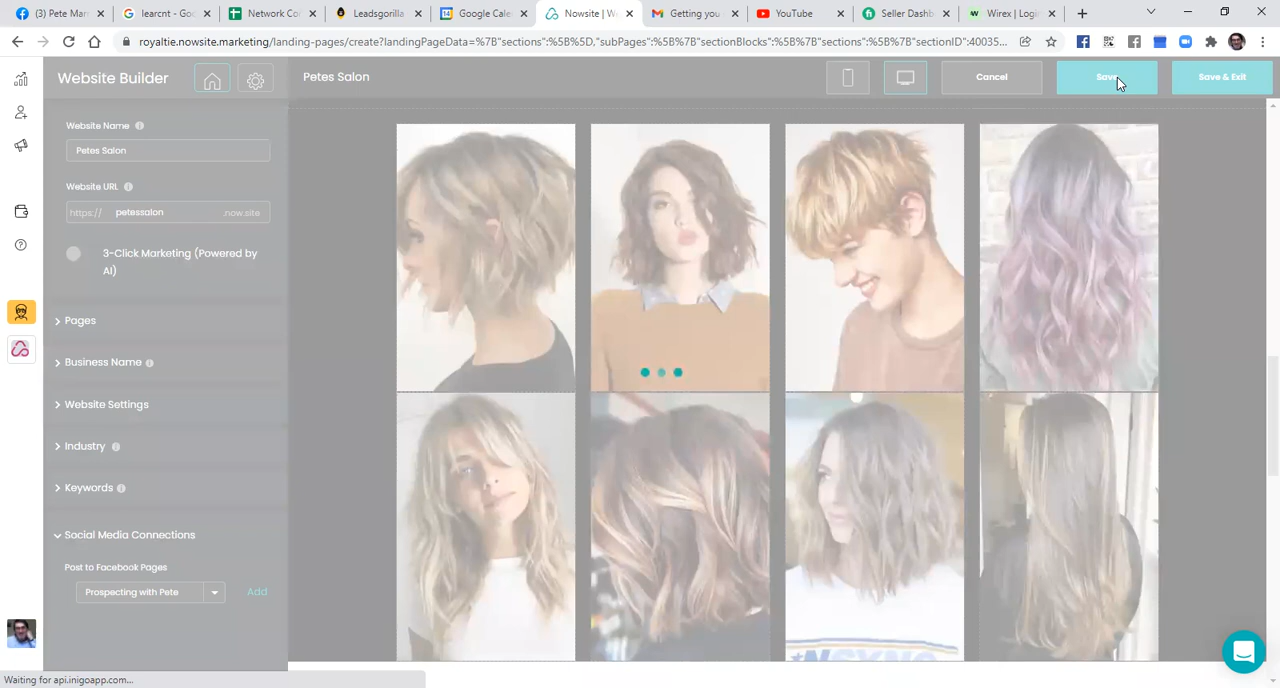 (3) Pete Mar
learcnt - Go
Network Co
Leadsgorilla
Google Cale
Nowsite | W
Getting you
YouTube
Seller Dashb
Wirex | Logi
royaltie.nowsite.marketing/landing-pages/create?landingPageData=%7B"sections":%5B%5D,"subPages":%5B%7B"sectionBlocks":%5B%7B"sections":%5B%7B"sectionID":40035...
Website Builder
Petes Salon
Cancel
Save
Save & Exit
Website Name
Petes Salon
Website URL
https:// petessalon .now.site
3-Click Marketing (Powered by
AI)
Pages
Business Name
Website Settings
Industry
Keywords
Social Media Connections
Post to Facebook Pages
Prospecting with Pete
Add
Waiting for api.inigoapp.com...